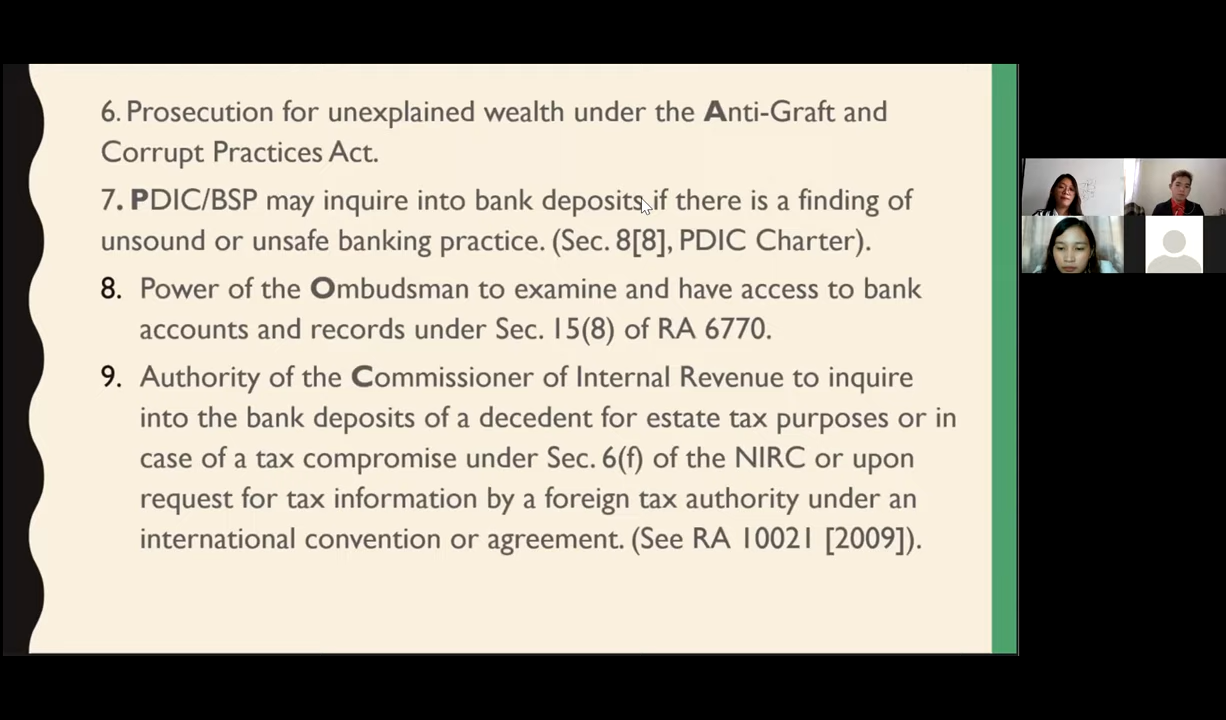 6. Prosecution for unexplained wealth under the Anti-Graft and
Corrupt Practices Act.
7. PDIC/BSP may inquire into bank deposits if there is a finding of
unsound or unsafe banking practice. (Sec. 8[8], PDIC Charter).
8. Power of the Ombudsman to examine and have access to bank
accounts and records under Sec. 15(8) of RA 6770.
9. Authority of the Commissioner of Internal Revenue to inquire
into the bank deposits of a decedent for estate tax purposes or in
case of a tax compromise under Sec. 6(f) of the NIRC or upon
request for tax information by a foreign tax authority under an
international convention or agreement. (See RA 10021 [2009]).